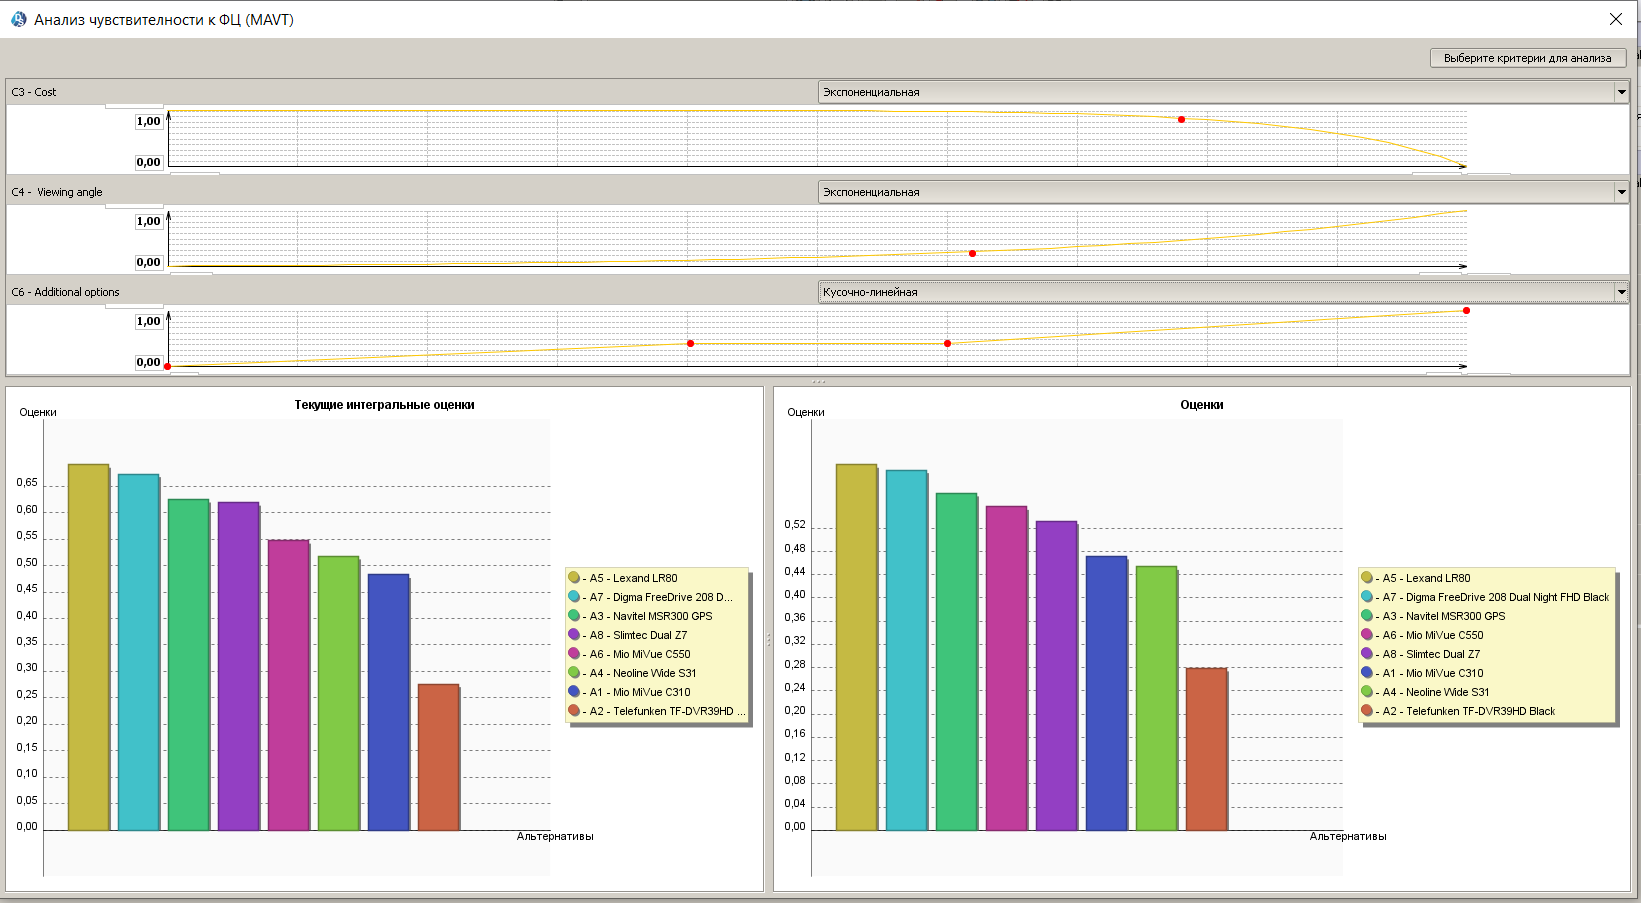 Анализ чувствителности к ФЦ (MAVT)
Выберите критерии для анализа
C3 - Cost
Экспоненциальная
1,00
0,00
C4 - Viewing angle
Экспоненциальная
1,00
0,00
C6 - Additional options
Кусочно-линейная
1,00
0,00
Текущие интегральные оценки
Оценки
0,65
0,60
0,55
0,50
0,45
0,40
0,35
0,30
0,25
0,20
0,15
0,10
0,05
0,00
Альтернативы
- A5 - Lexand LR80
- A7 - Digma FreeDrive 208 D...
- A3 - Navitel MSR300 GPS
- A8 - Slimtec Dual Z7
- A6 - Mio MiVue C550
- A4 - Neoline Wide S31
- A1 - Mio MiVue C310
- A2 - Telefunken TF-DVR39HD ...
Оценки
Оценки
0,52
0,48
0,44
0,40
0,36
0,32
0,28
0,24
0,20
0,16
0,12
0,08
0,04
0,00
Альтернативы
- A5 - Lexand LR80
- A7 - Digma FreeDrive 208 Dual Night FHD Black
- A3 - Navitel MSR300 GPS
- A6 - Mio MiVue C550
- A8 - Slimtec Dual Z7
- A1 - Mio MiVue C310
- A4 - Neoline Wide S31
- A2 - Telefunken TF-DVR39HD Black